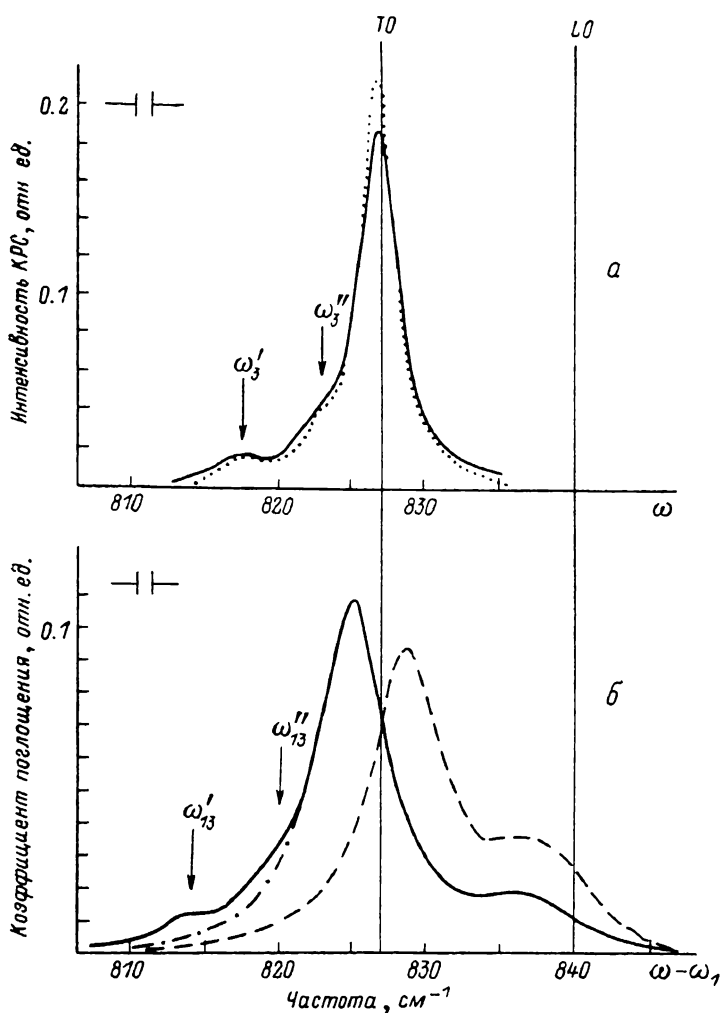 TO LO
Интенсивность КРС, отн ед.
0.2
0.1
ω₃′
ω₃″
а
810 820 830 ω
Коэффициент поглощения, отн. ед.
0.1
ω₁₃′
ω₁₃″
б
810 820 830 840 ω−ω₁
Частота, см⁻¹